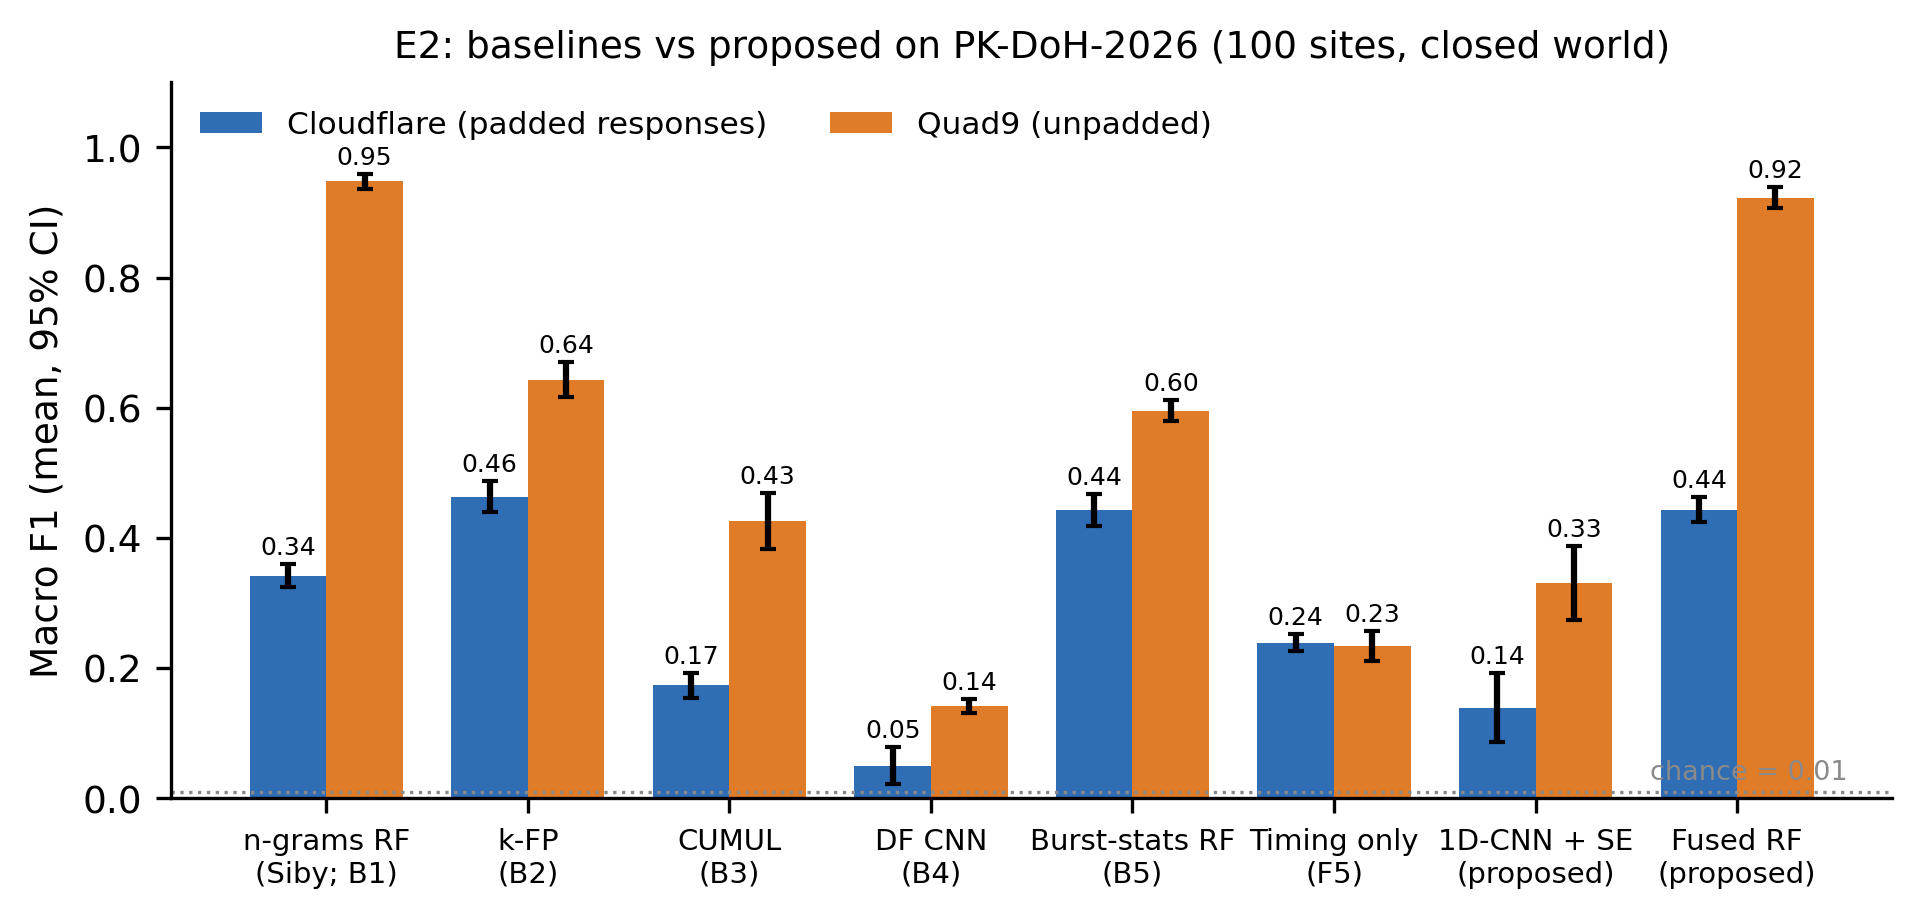 E2: baselines vs proposed on PK-DoH-2026 (100 sites, closed world)
Cloudflare (padded responses)
Quad9 (unpadded)
Macro F1 (mean, 95% CI)
1.0
0.8
0.6
0.4
0.2
0.0
0.34
0.95
0.46
0.64
0.17
0.43
0.05
0.14
0.44
0.60
0.24
0.23
0.14
0.33
0.44
0.92
chance = 0.01
n-grams RF
(Siby; B1)
k-FP
(B2)
CUMUL
(B3)
DF CNN
(B4)
Burst-stats RF
(B5)
Timing only
(F5)
1D-CNN + SE
(proposed)
Fused RF
(proposed)